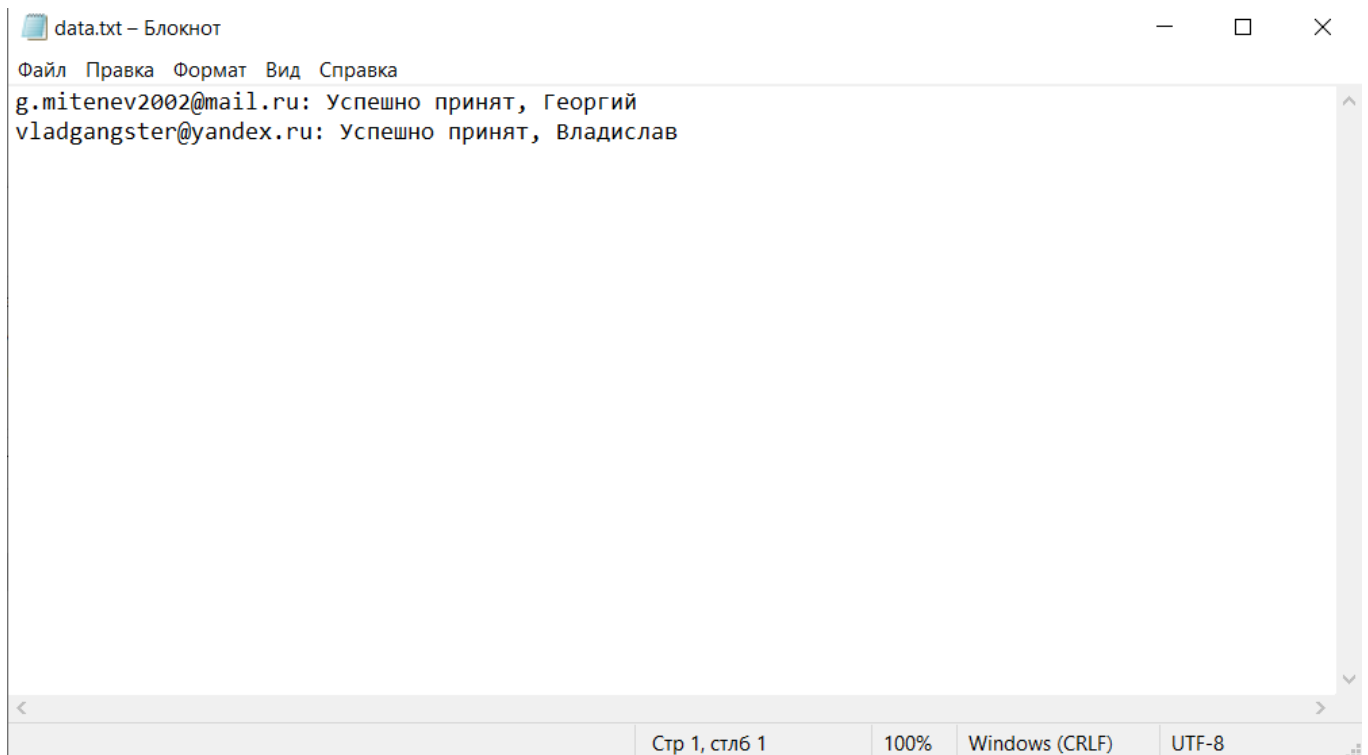 data.txt – Блокнот
Файл Правка Формат Вид Справка
g.mitenev2002@mail.ru: Успешно принят, Георгий
vladgangster@yandex.ru: Успешно принят, Владислав
Стр 1, стлб 1 100% Windows (CRLF) UTF-8